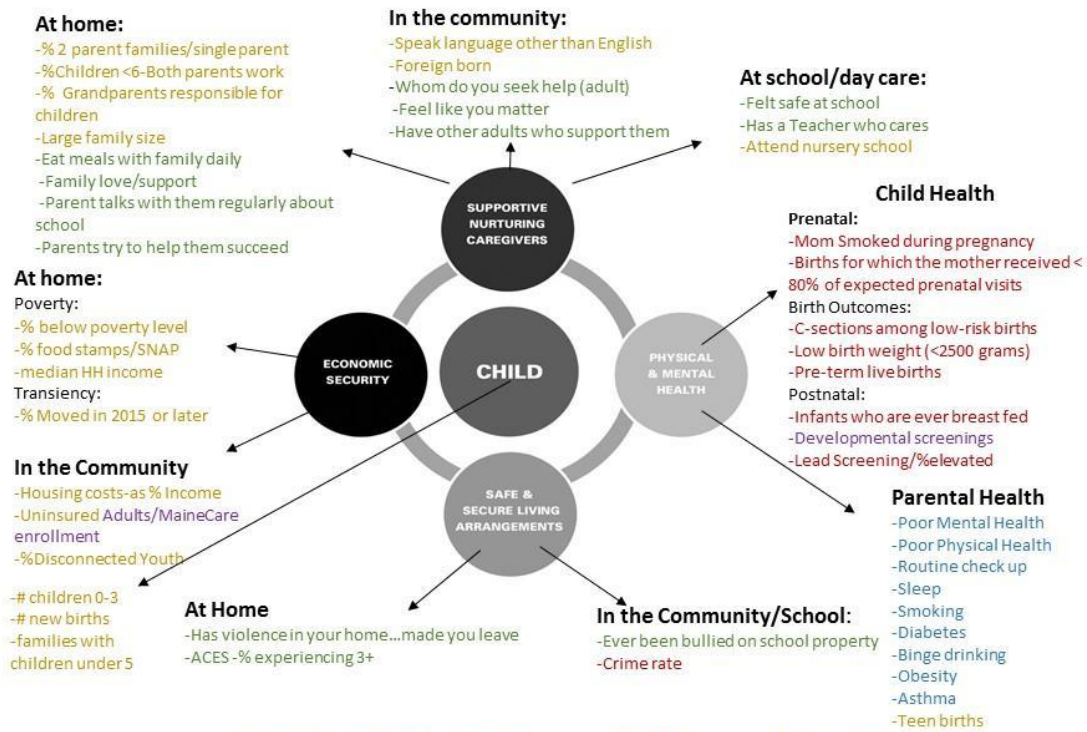 At home:
-% 2 parent families/single parent
-%Children <6-Both parents work
-% Grandparents responsible for
children
-Large family size
-Eat meals with family daily
-Family love/support
-Parent talks with them regularly about
school
-Parents try to help them succeed
In the community:
-Speak language other than English
-Foreign born
-Whom do you seek help (adult)
-Feel like you matter
-Have other adults who support them
At school/day care:
-Felt safe at school
-Has a Teacher who cares
-Attend nursery school
SUPPORTIVE
NURTURING
CAREGIVERS
Child Health
Prenatal:
-Mom Smoked during pregnancy
-Births for which the mother received <
80% of expected prenatal visits
Birth Outcomes:
-C-sections among low-risk births
-Low birth weight (<2500 grams)
-Pre-term live births
Postnatal:
-Infants who are ever breast fed
-Developmental screenings
-Lead Screening/%elevated
At home:
Poverty:
-% below poverty level
-% food stamps/SNAP
-median HH income
Transiency:
-% Moved in 2015 or later
ECONOMIC
SECURITY
CHILD
PHYSICAL
& MENTAL
HEALTH
In the Community
-Housing costs-as % Income
-Uninsured Adults/MaineCare
enrollment
-%Disconnected Youth
SAFE &
SECURE LIVING
ARRANGEMENTS
Parental Health
-Poor Mental Health
-Poor Physical Health
-Routine check up
-Sleep
-Smoking
-Diabetes
-Binge drinking
-Obesity
-Asthma
-Teen births
-# children 0-3
-# new births
-families with
children under 5
At Home
-Has violence in your home...made you leave
-ACES -% experiencing 3+
In the Community/School:
-Ever been bullied on school property
-Crime rate